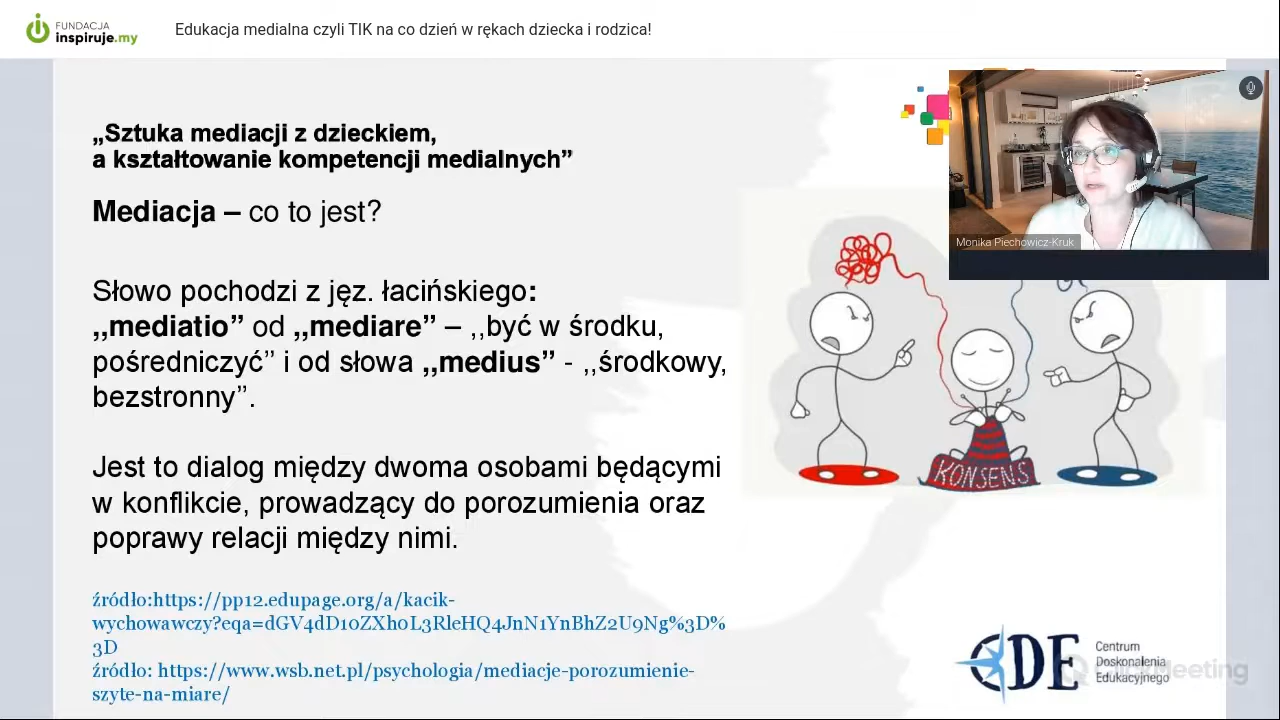 FUNDACJA
inspiruje.my
Edukacja medialna czyli TIK na co dzień w rękach dziecka i rodzica!
„Sztuka mediacji z dzieckiem,
a kształtowanie kompetencji medialnych”
Mediacja – co to jest?
Słowo pochodzi z jęz. łacińskiego:
,,mediatio” od ,,mediare” – ,,być w środku,
pośredniczyć” i od słowa ,,medius” - ,,środkowy,
bezstronny”.
Jest to dialog między dwoma osobami będącymi
w konflikcie, prowadzący do porozumienia oraz
poprawy relacji między nimi.
źródło:https://pp12.edupage.org/a/kacik-
wychowawczy?eqa=dGV4dD10ZXh0L3RleHQ4JnN1YnBhZ2U9Ng%3D%
3D
źródło: https://www.wsb.net.pl/psychologia/mediacje-porozumienie-
szyte-na-miare/
Monika Piechowicz-Kruk
KONSENS
CDE
Centrum
Doskonalenia
Edukacyjnego
ClickMeeting